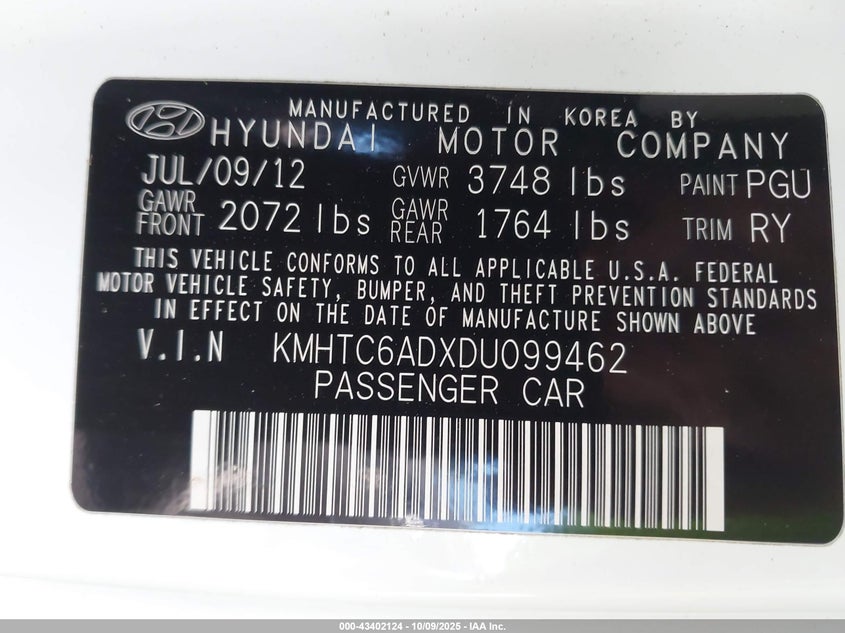 MANUFACTURED IN KOREA BY
HYUNDAI MOTOR COMPANY
JUL/09/12 GVWR 3748 lbs PAINT PGU
GAWR FRONT 2072 lbs GAWR REAR 1764 lbs TRIM RY
THIS VEHICLE CONFORMS TO ALL APPLICABLE U.S.A. FEDERAL
MOTOR VEHICLE SAFETY, BUMPER, AND THEFT PREVENTION STANDARDS
IN EFFECT ON THE DATE OF MANUFACTURE SHOWN ABOVE
V.I.N KMHTC6ADXDU099462
PASSENGER CAR
000-43402124 - 10/09/2025 - IAA Inc.